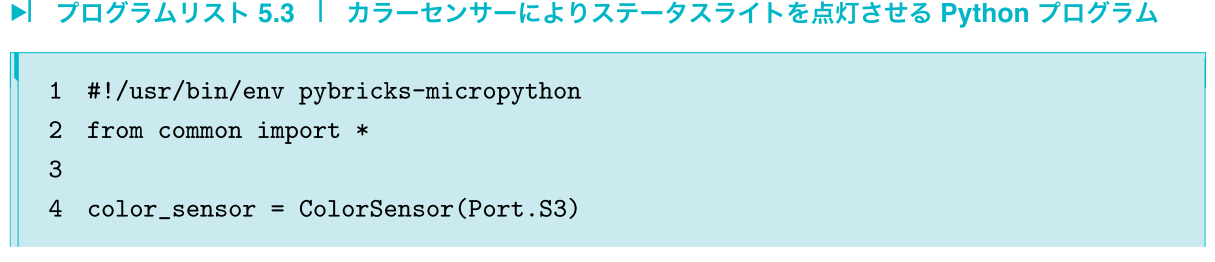 ▶| プログラムリスト 5.3 | カラーセンサーによりステータスライトを点灯させる Python プログラム
1 #!/usr/bin/env pybricks-micropython
2 from common import *
3
4 color_sensor = ColorSensor(Port.S3)